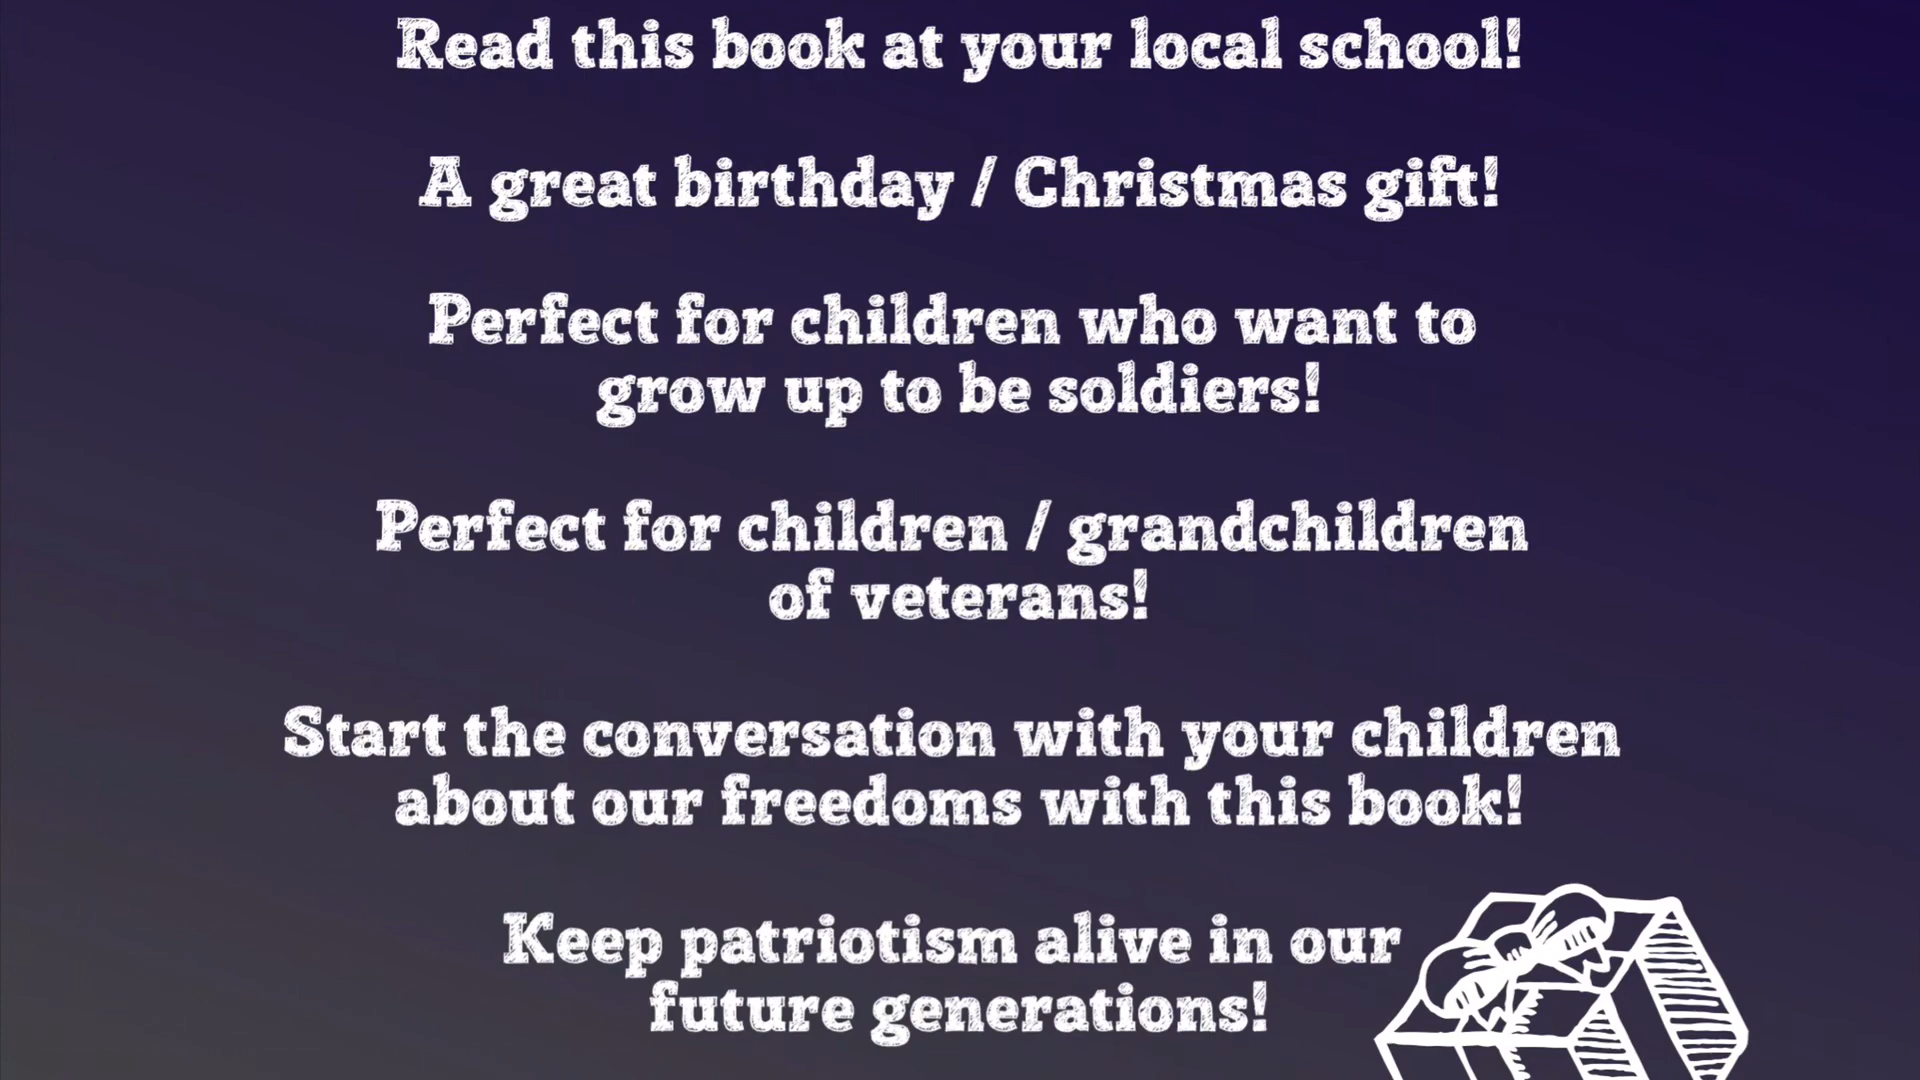 Read this book at your local school!
A great birthday / Christmas gift!
Perfect for children who want to
grow up to be soldiers!
Perfect for children / grandchildren
of veterans!
Start the conversation with your children
about our freedoms with this book!
Keep patriotism alive in our
future generations!